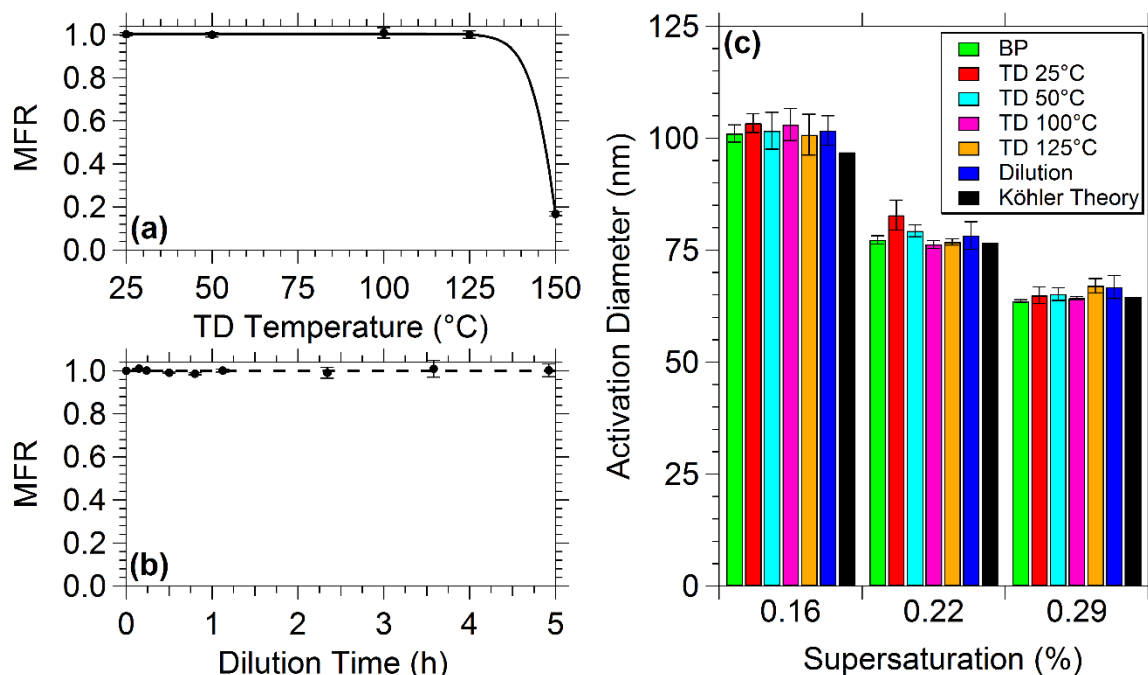 MFR
1.0
0.8
0.6
0.4
0.2
0.0
(a)
25
50
75
100
125
150
TD Temperature (°C)
MFR
1.0
0.8
0.6
0.4
0.2
0.0
(b)
0
1
2
3
4
5
Dilution Time (h)
(c)
Activation Diameter (nm)
125
100
75
50
25
0
BP
TD 25°C
TD 50°C
TD 100°C
TD 125°C
Dilution
Köhler Theory
0.16
0.22
0.29
Supersaturation (%)